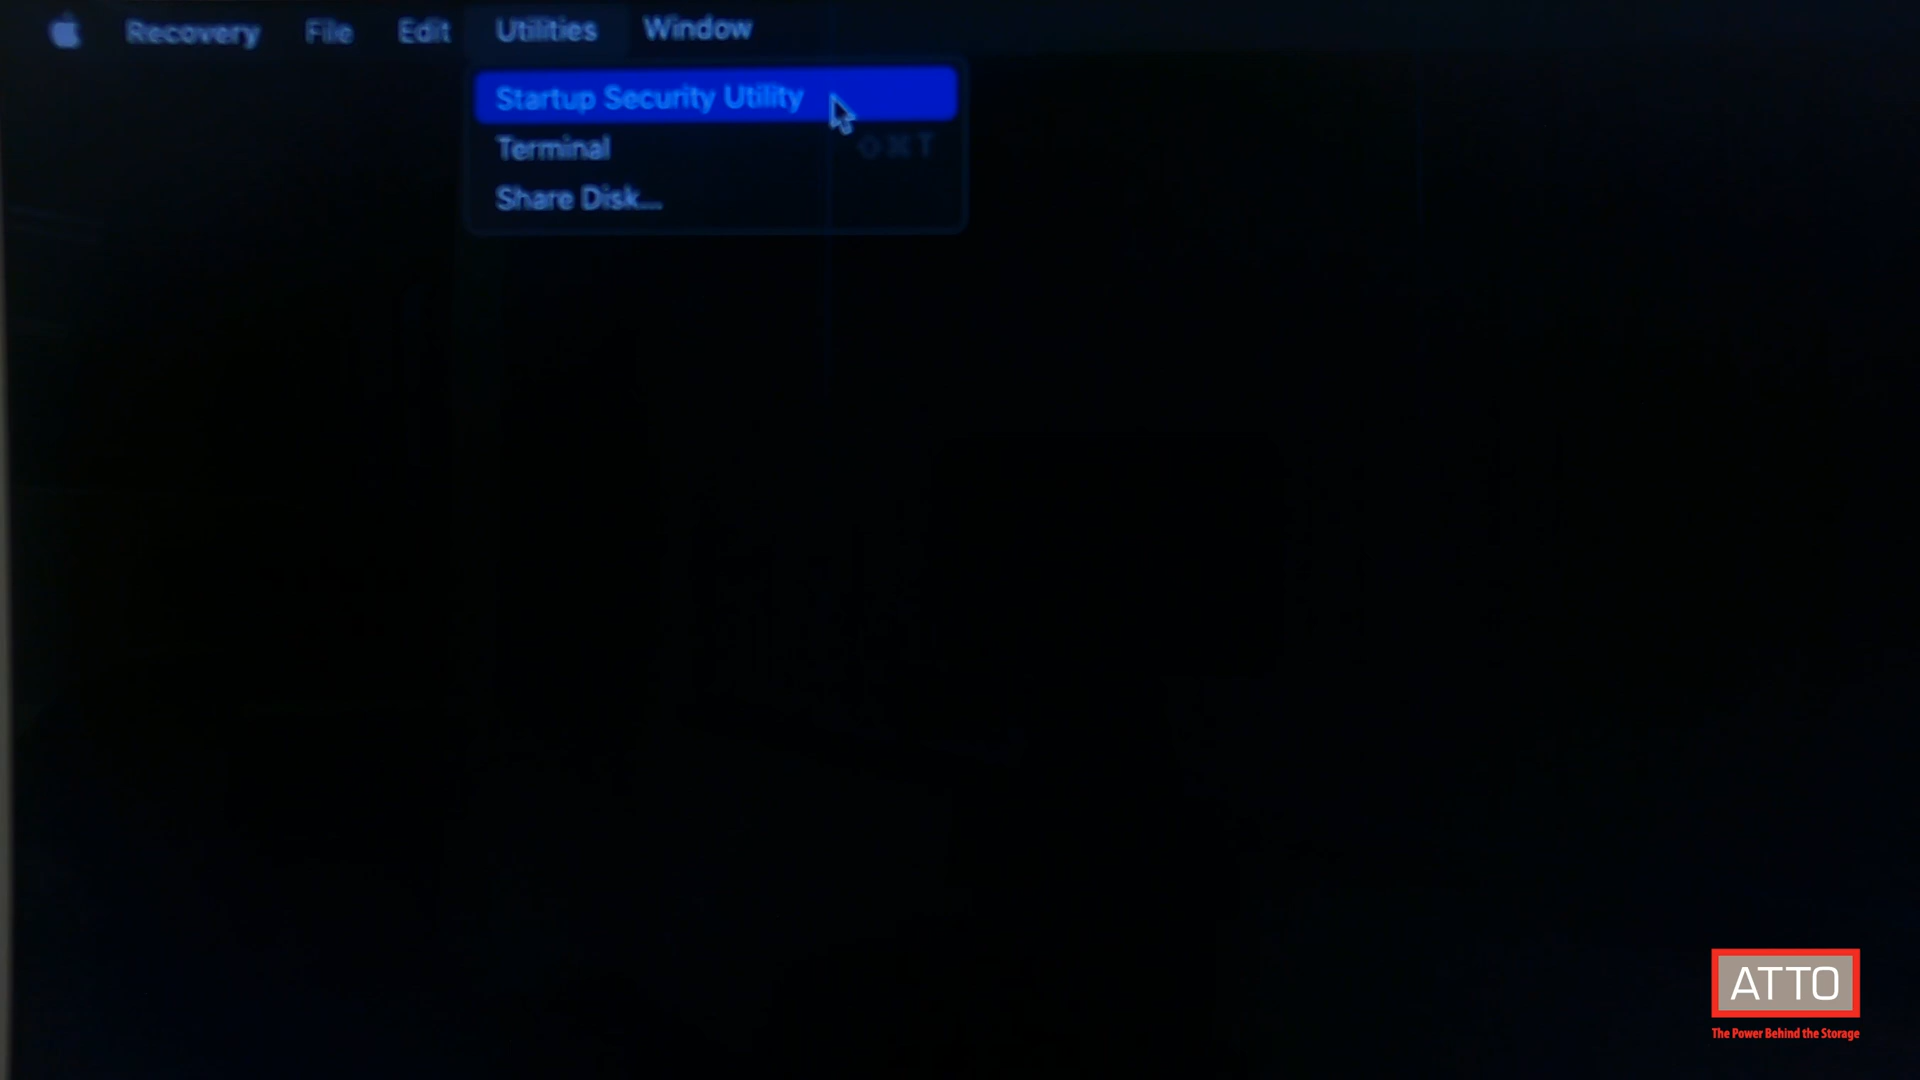 Recovery File Edit Utilities Window
Startup Security Utility
Terminal ⇧⌘T
Share Disk...
ATTO
The Power Behind the Storage